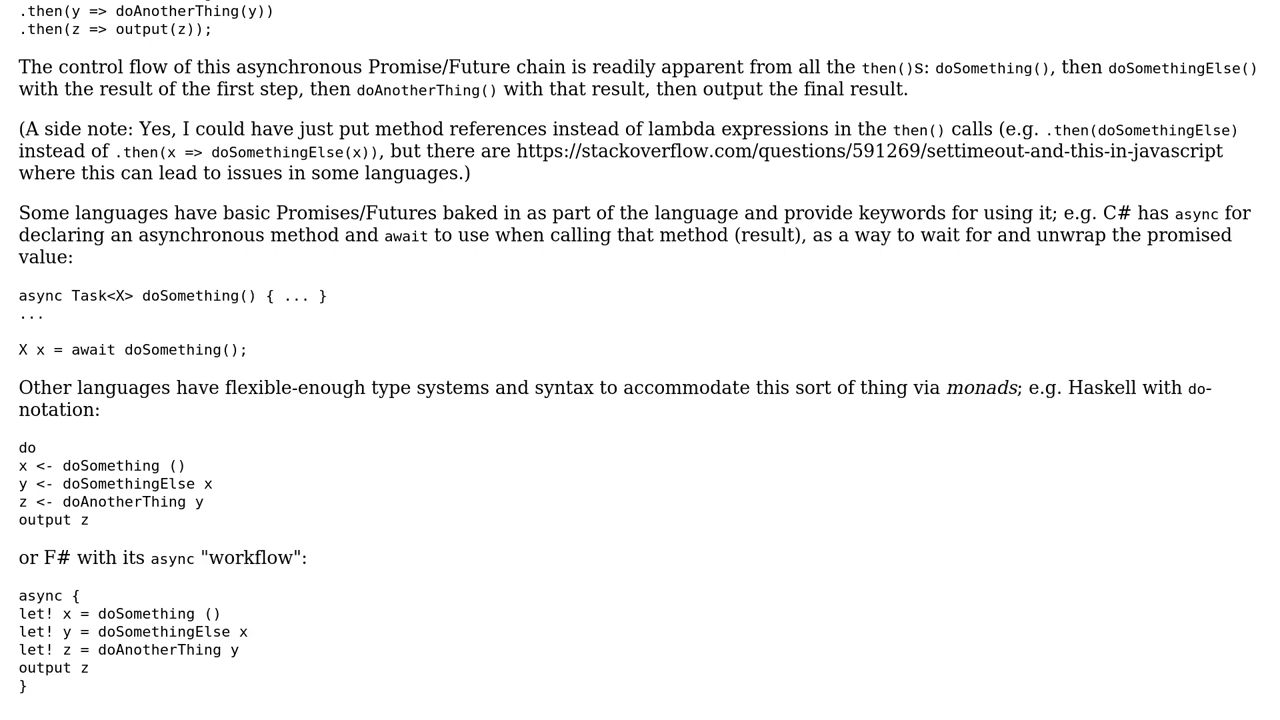 .then(y => doAnotherThing(y))
.then(z => output(z));
The control flow of this asynchronous Promise/Future chain is readily apparent from all the then()s: doSomething(), then doSomethingElse()
with the result of the first step, then doAnotherThing() with that result, then output the final result.
(A side note: Yes, I could have just put method references instead of lambda expressions in the then() calls (e.g. .then(doSomethingElse)
instead of .then(x => doSomethingElse(x)), but there are https://stackoverflow.com/questions/591269/settimeout-and-this-in-javascript
where this can lead to issues in some languages.)
Some languages have basic Promises/Futures baked in as part of the language and provide keywords for using it; e.g. C# has async for
declaring an asynchronous method and await to use when calling that method (result), as a way to wait for and unwrap the promised
value:
async Task<X> doSomething() { ... }
...
X x = await doSomething();
Other languages have flexible-enough type systems and syntax to accommodate this sort of thing via monads; e.g. Haskell with do-
notation:
do
x <- doSomething ()
y <- doSomethingElse x
z <- doAnotherThing y
output z
or F# with its async "workflow":
async {
let! x = doSomething ()
let! y = doSomethingElse x
let! z = doAnotherThing y
output z
}